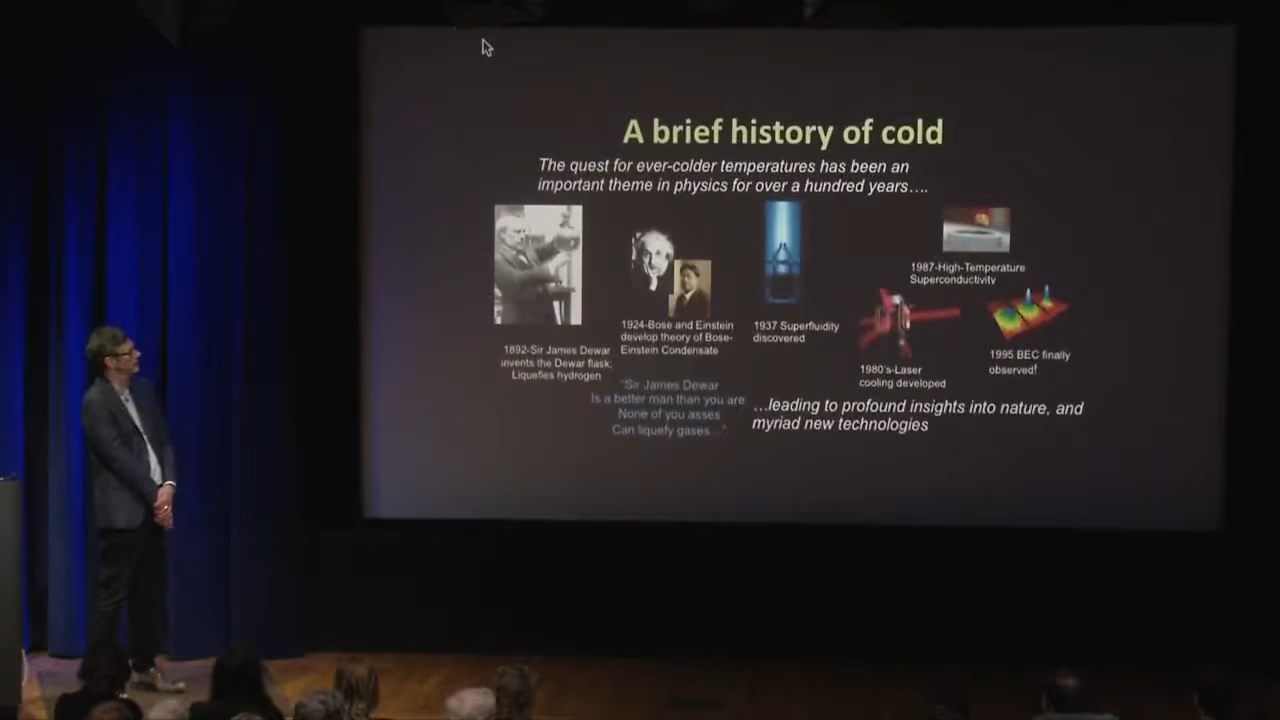 A brief history of cold
The quest for ever-colder temperatures has been an
important theme in physics for over a hundred years….
1892-Sir James Dewar
invents the Dewar flask;
Liquefies hydrogen
1924-Bose and Einstein
develop theory of Bose-
Einstein Condensate
1937 Superfluidity
discovered
1980's-Laser
cooling developed
1987-High-Temperature
Superconductivity
1995 BEC finally
observed!
"Sir James Dewar
Is a better man than you are
None of you asses
Can liquefy gases..."
…leading to profound insights into nature, and
myriad new technologies